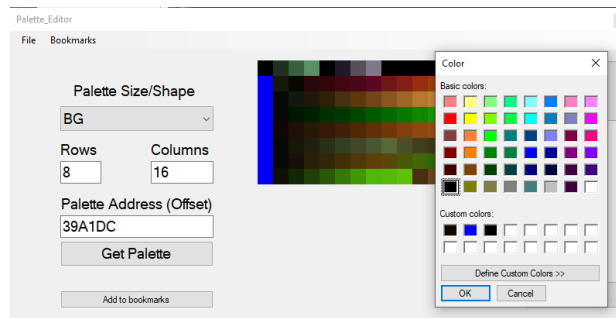 Palette_Editor
File Bookmarks
Palette Size/Shape
BG
Rows Columns
8 16
Palette Address (Offset)
39A1DC
Get Palette
Add to bookmarks
Color
Basic colors:
Custom colors:
Define Custom Colors >>
OK Cancel